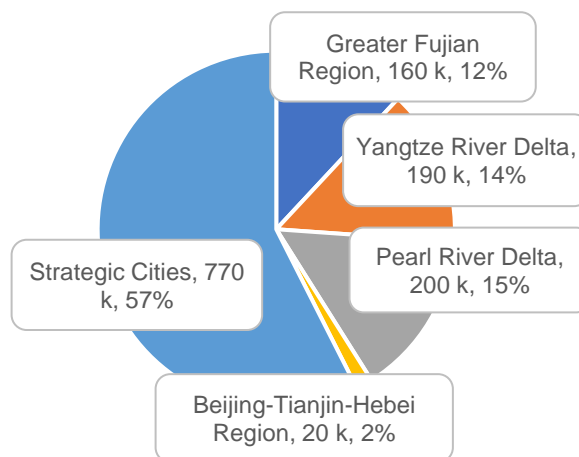 Greater Fujian
Region, 160 k, 12%
Yangtze River Delta,
190 k, 14%
Pearl River Delta,
200 k, 15%
Strategic Cities, 770
k, 57%
Beijing-Tianjin-Hebei
Region, 20 k, 2%